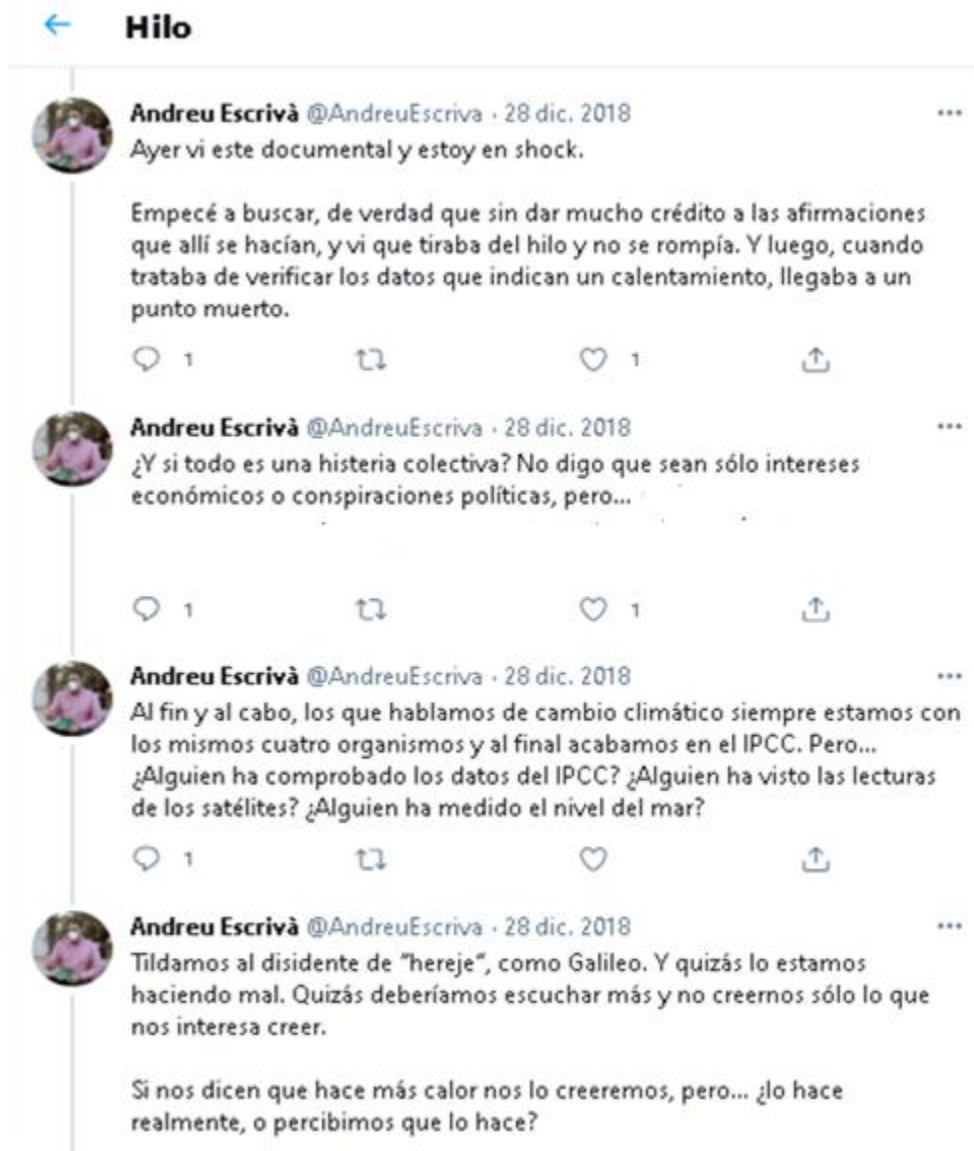 Hilo
Andreu Escrivà @AndreuEscriva · 28 dic. 2018
Ayer vi este documental y estoy en shock.
Empecé a buscar, de verdad que sin dar mucho crédito a las afirmaciones
que allí se hacían, y vi que tiraba del hilo y no se rompía. Y luego, cuando
trataba de verificar los datos que indican un calentamiento, llegaba a un
punto muerto.
1 1
Andreu Escrivà @AndreuEscriva · 28 dic. 2018
¿Y si todo es una histeria colectiva? No digo que sean sólo intereses
económicos o conspiraciones políticas, pero...
1 1
Andreu Escrivà @AndreuEscriva · 28 dic. 2018
Al fin y al cabo, los que hablamos de cambio climático siempre estamos con
los mismos cuatro organismos y al final acabamos en el IPCC. Pero...
¿Alguien ha comprobado los datos del IPCC? ¿Alguien ha visto las lecturas
de los satélites? ¿Alguien ha medido el nivel del mar?
1
Andreu Escrivà @AndreuEscriva · 28 dic. 2018
Tildamos al disidente de "hereje", como Galileo. Y quizás lo estamos
haciendo mal. Quizás deberíamos escuchar más y no creernos sólo lo que
nos interesa creer.
Si nos dicen que hace más calor nos lo creeremos, pero... ¿lo hace
realmente, o percibimos que lo hace?